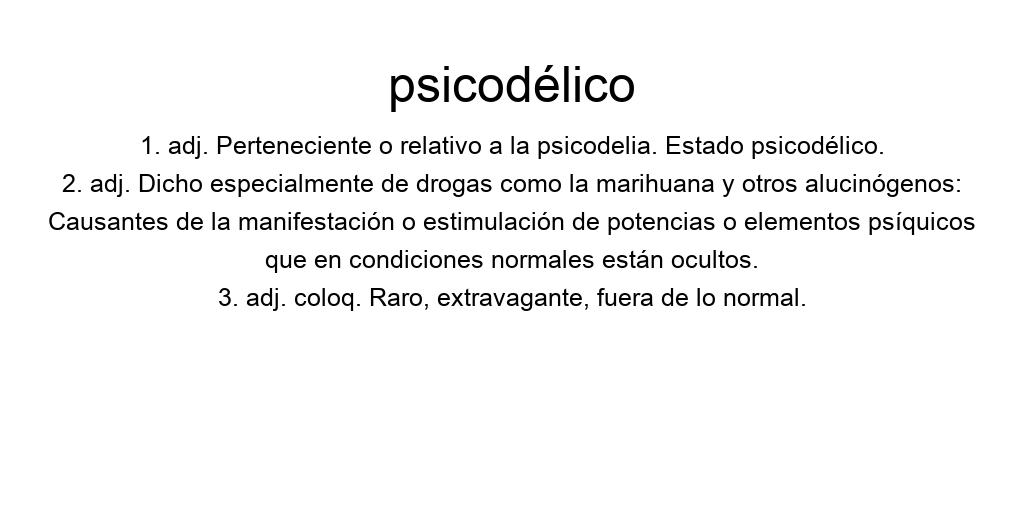 psicodélico
1. adj. Perteneciente o relativo a la psicodelia. Estado psicodélico.
2. adj. Dicho especialmente de drogas como la marihuana y otros alucinógenos:
Causantes de la manifestación o estimulación de potencias o elementos psíquicos
que en condiciones normales están ocultos.
3. adj. coloq. Raro, extravagante, fuera de lo normal.